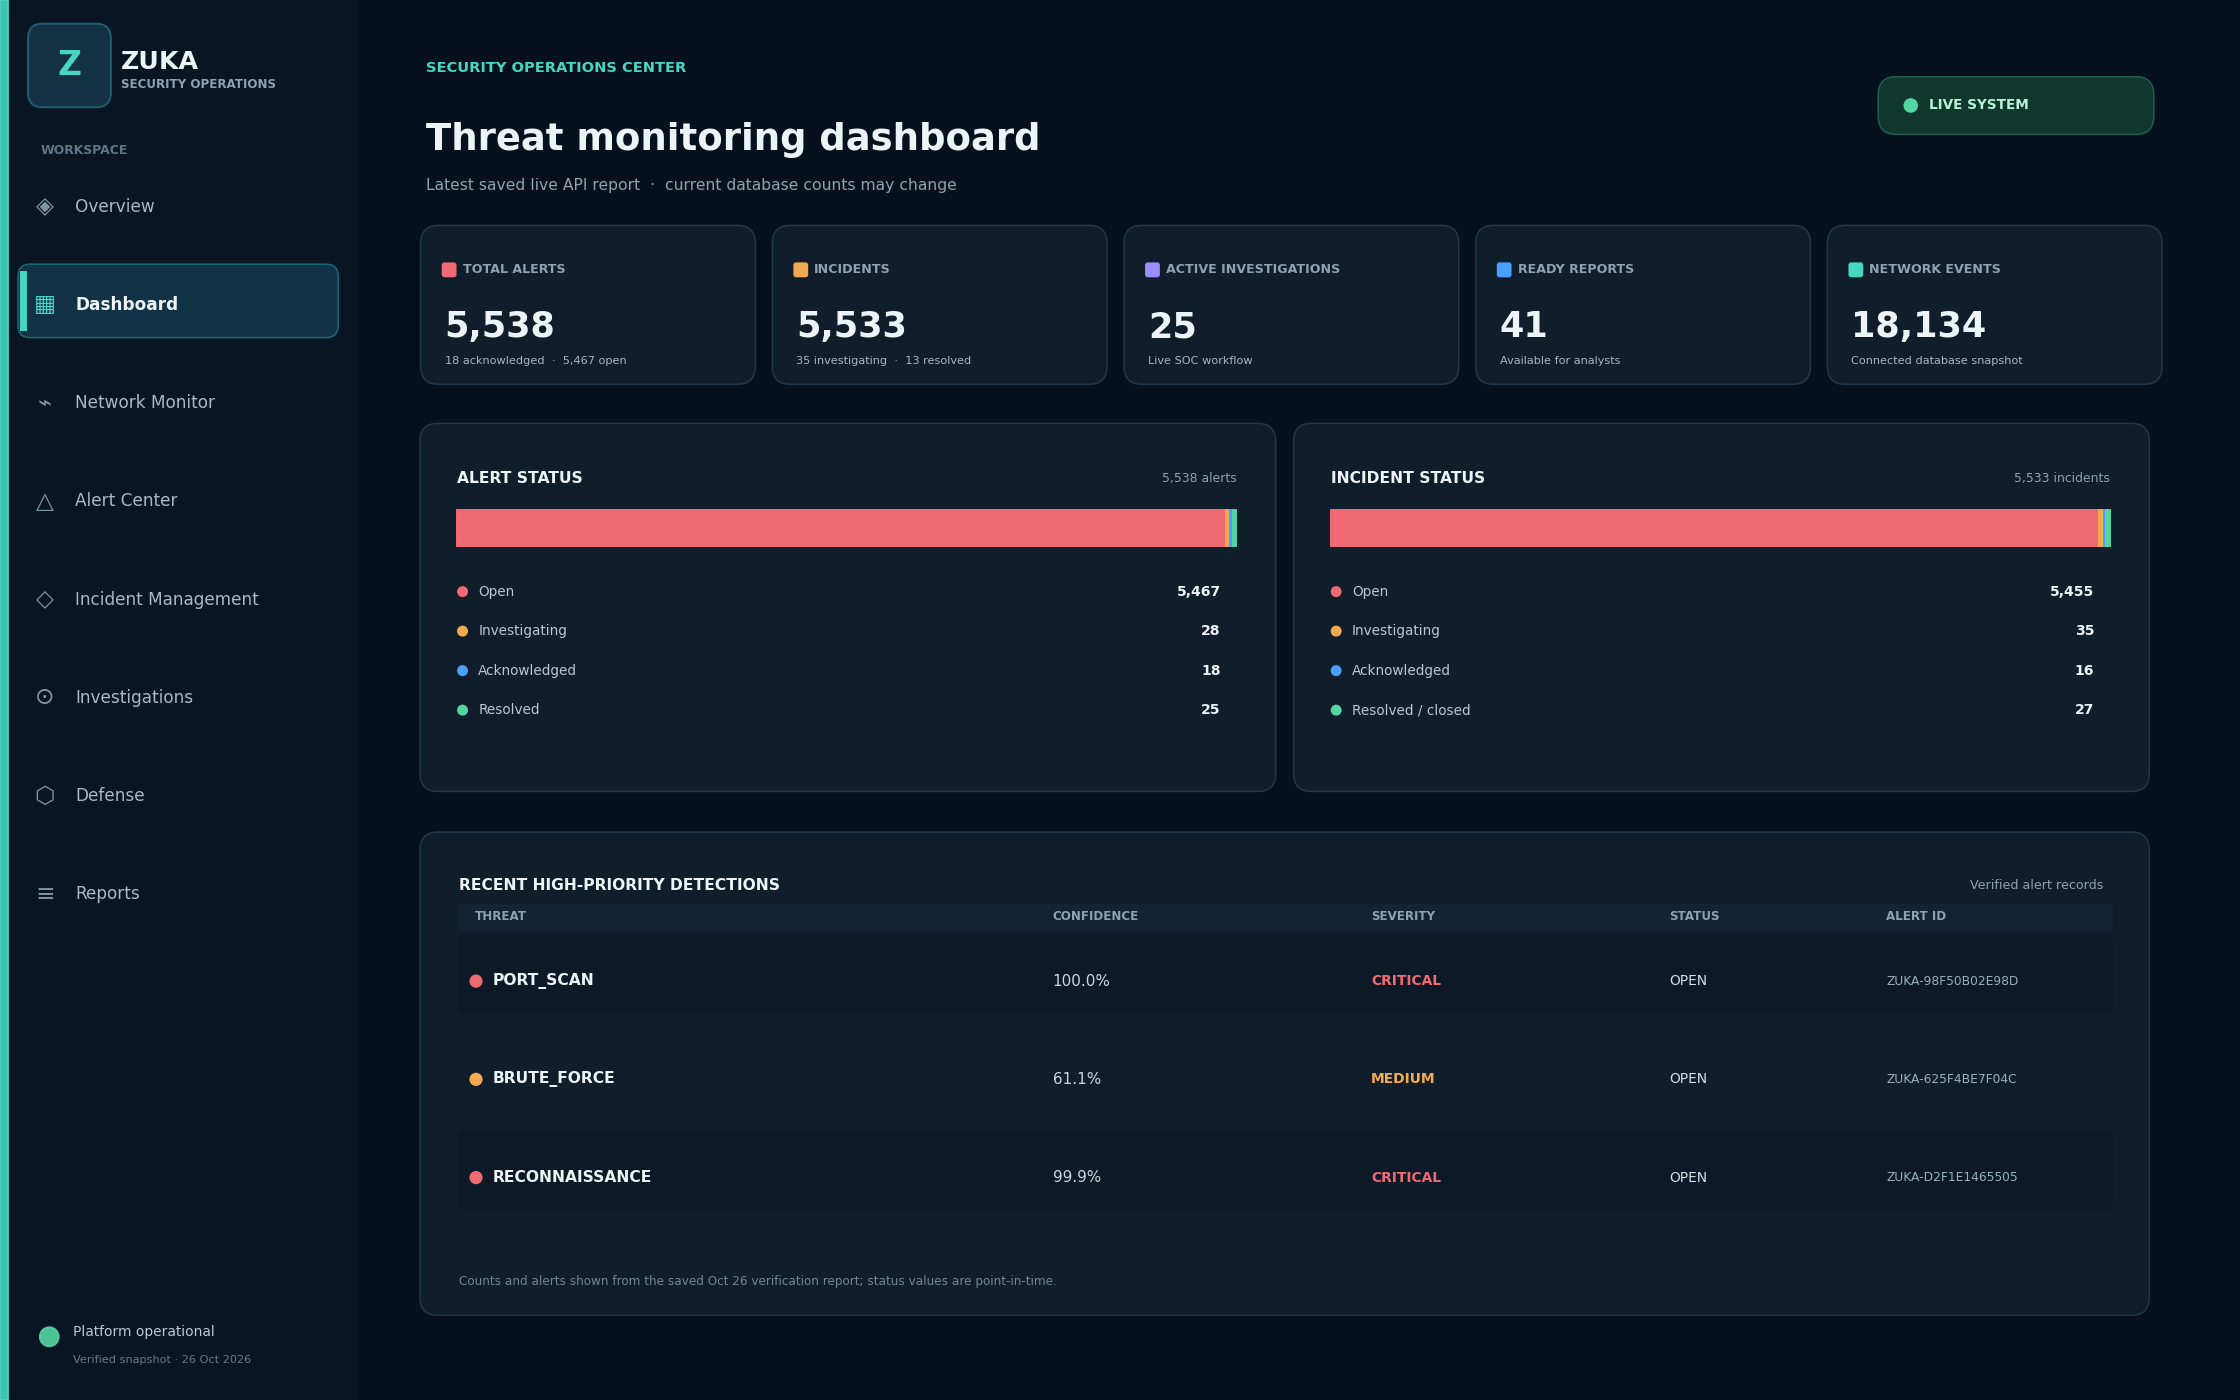 Z
ZUKA
SECURITY OPERATIONS
WORKSPACE
Overview
Dashboard
Network Monitor
Alert Center
Incident Management
Investigations
Defense
Reports
Platform operational
Verified snapshot · 26 Oct 2026
SECURITY OPERATIONS CENTER
Threat monitoring dashboard
Latest saved live API report · current database counts may change
LIVE SYSTEM
TOTAL ALERTS
5,538
18 acknowledged · 5,467 open
INCIDENTS
5,533
35 investigating · 13 resolved
ACTIVE INVESTIGATIONS
25
Live SOC workflow
READY REPORTS
41
Available for analysts
NETWORK EVENTS
18,134
Connected database snapshot
ALERT STATUS 5,538 alerts
Open 5,467
Investigating 28
Acknowledged 18
Resolved 25
INCIDENT STATUS 5,533 incidents
Open 5,455
Investigating 35
Acknowledged 16
Resolved / closed 27
RECENT HIGH-PRIORITY DETECTIONS Verified alert records
THREAT CONFIDENCE SEVERITY STATUS ALERT ID
PORT_SCAN 100.0% CRITICAL OPEN ZUKA-98F50B02E98D
BRUTE_FORCE 61.1% MEDIUM OPEN ZUKA-625F4BE7F04C
RECONNAISSANCE 99.9% CRITICAL OPEN ZUKA-D2F1E1465505
Counts and alerts shown from the saved Oct 26 verification report; status values are point-in-time.